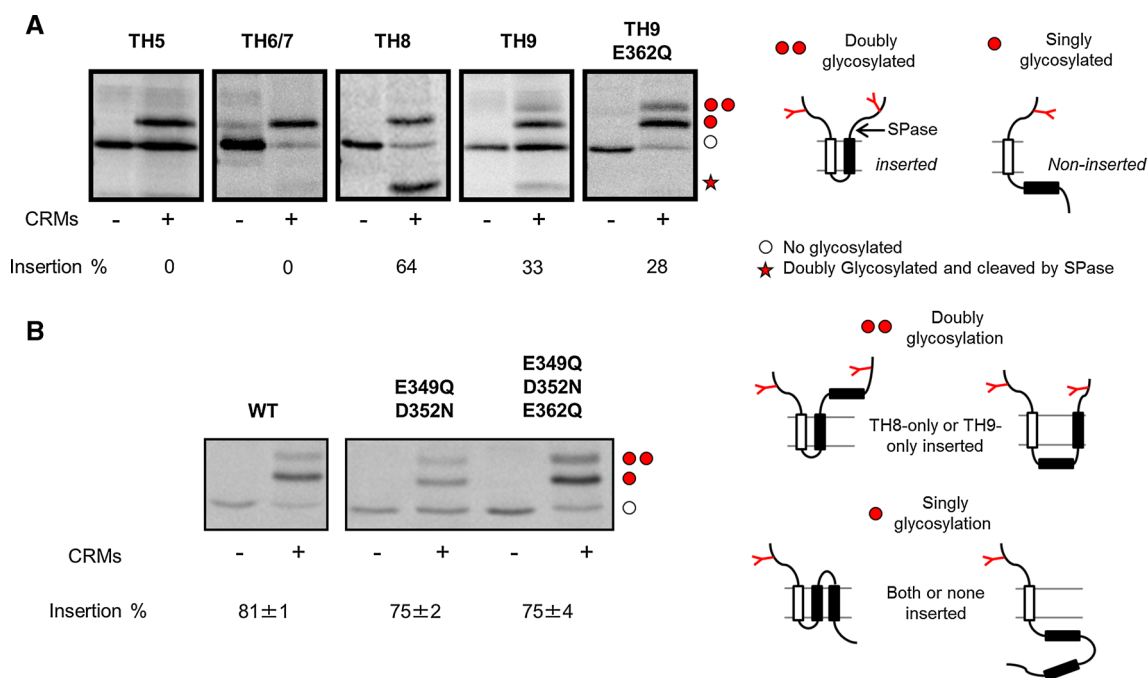 A
TH5
TH6/7
TH8
TH9
TH9
E362Q
CRMs
-
+
-
+
-
+
-
+
-
+
Insertion %
0
0
64
33
28
Doubly
glycosylated
Singly
glycosylated
SPase
inserted
Non-inserted
No glycosylated
Doubly Glycosylated and cleaved by SPase
B
WT
E349Q
D352N
E349Q
D352N
E362Q
CRMs
-
+
-
+
-
+
Insertion %
81±1
75±2
75±4
Doubly
glycosylation
TH8-only or TH9-
only inserted
Singly
glycosylation
Both or none
inserted